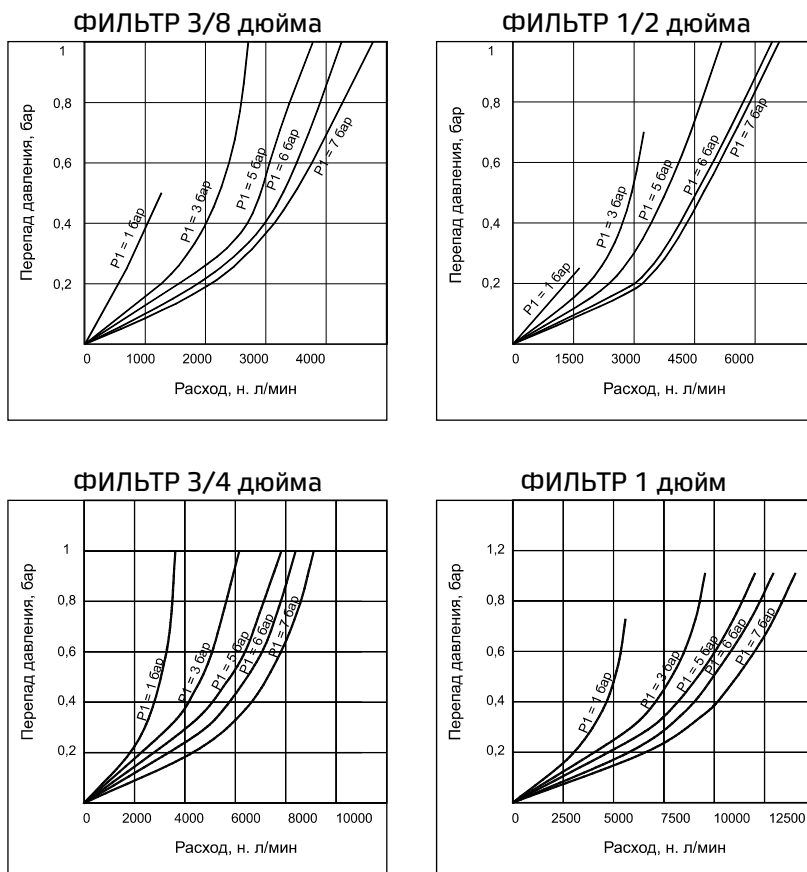 ФИЛЬТР 3/8 дюйма
Перепад давления, бар
1
0,8
0,6
0,4
0,2
P1 = 1 бар
P1 = 3 бар
P1 = 5 бар
P1 = 6 бар
P1 = 7 бар
0 1000 2000 3000 4000
Расход, н. л/мин
ФИЛЬТР 1/2 дюйма
Перепад давления, бар
1
0,8
0,6
0,4
0,2
P1 = 1 бар
P1 = 3 бар
P1 = 5 бар
P1 = 6 бар
P1 = 7 бар
0 1500 3000 4500 6000
Расход, н. л/мин
ФИЛЬТР 3/4 дюйма
Перепад давления, бар
1
0,8
0,6
0,4
0,2
P1 = 1 бар
P1 = 3 бар
P1 = 5 бар
P1 = 6 бар
P1 = 7 бар
0 2000 4000 6000 8000 10000
Расход, н. л/мин
ФИЛЬТР 1 дюйм
Перепад давления, бар
1,2
0,8
0,6
0,4
0,2
P1 = 1 бар
P1 = 3 бар
P1 = 5 бар
P1 = 6 бар
P1 = 7 бар
0 2500 5000 7500 10000 12500
Расход, н. л/мин